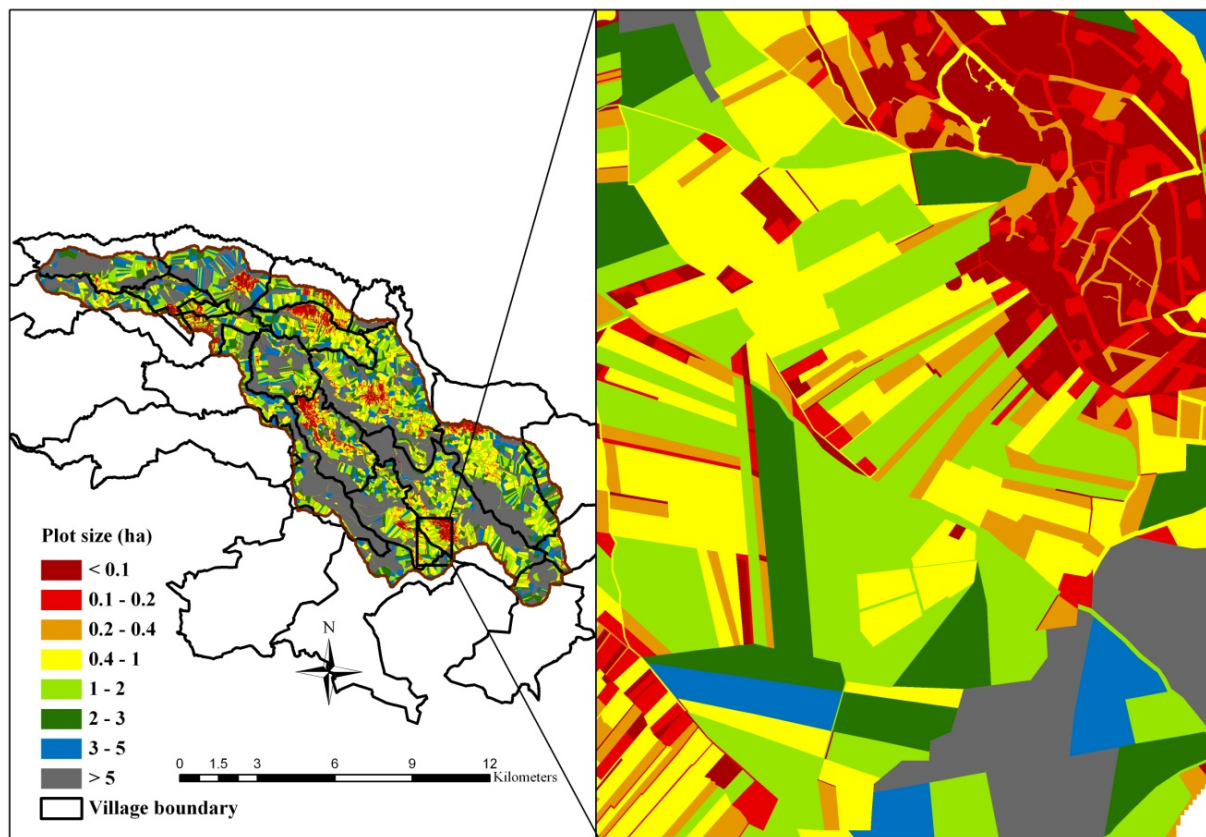 Plot size (ha)
< 0.1
0.1 - 0.2
0.2 - 0.4
0.4 - 1
1 - 2
2 - 3
3 - 5
> 5
Village boundary
N
0 1.5 3 6 9 12
Kilometers